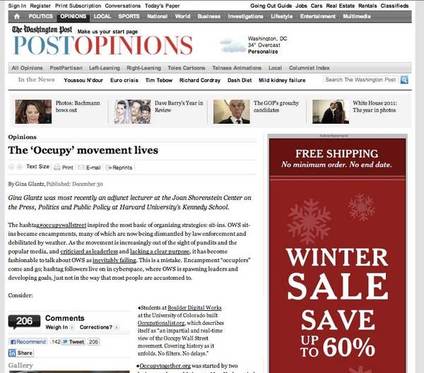 Sign In Register Print Subscription Conversations Today's Paper
Going Out Guide Jobs Cars Real Estate Rentals Classifieds
POLITICS OPINIONS LOCAL SPORTS National World Business Investigations Lifestyle Entertainment Multimedia
The Washington Post Make us your start page
POSTOPINIONS
Washington, DC
34° Overcast
Personalize
All Opinions PostPartisan Left-Leaning Right-Leaning Toles Cartoons Telnaes Animations Local Columnist Index
In the News Youssou N'dour Euro crisis Tim Tebow Richard Cordray Dash Diet Mild kidney failure
Search The Washington Post
Photos: Bachmann bows out
Dave Barry's Year in Review
The GOP's grouchy candidates
White House 2011: The year in photos
Opinions
The ‘Occupy’ movement lives
Text Size Print E-mail Reprints
By Gina Glantz, Published: December 30
Gina Glantz was most recently an adjunct lecturer at the Joan Shorenstein Center on
the Press, Politics and Public Policy at Harvard University's Kennedy School.
The hashtag #occupywallstreet inspired the most basic of organizing strategies: sit-ins. OWS sit-
ins became encampments, many of which are now being dismantled by law enforcement and
debilitated by weather. As the movement is increasingly out of the sight of pundits and the
popular media, and criticized as leaderless and lacking a clear purpose, it has become
fashionable to talk about OWS as inevitably failing. This is a mistake. Encampment "occupiers"
come and go; hashtag followers live on in cyberspace, where OWS is spawning leaders and
developing goals, just not in the way that most people are accustomed to.
Consider:
206
Comments
Weigh In Corrections?
Recommend 142 Tweet 206
Share
Gallery
•Students at Boulder Digital Works
at the University of Colorado built
Occupationalist.org, which describes
itself as "an impartial and real-time
view of the Occupy Wall Street
movement. Covering history as it
unfolds. No filters. No delays."
•Occupytogether.org was started by two
Advertisement
FREE SHIPPING
No minimum order. No end date.
WINTER
SALE
SAVE
UP TO 60%